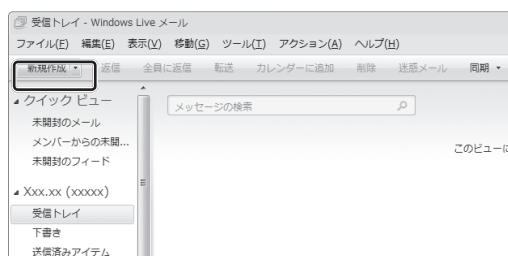 受信トレイ - Windows Live メール
ファイル(F) 編集(E) 表示(V) 移動(G) ツール(T) アクション(A) ヘルプ(H)
新規作成 返信 全員に返信 転送 カレンダーに追加 削除 迷惑メール 同期
クイック ビュー
メッセージの検索
未開封のメール
メンバーからの未開...
このビューに
未開封のフィード
Xxx.xx (xxxxx)
受信トレイ
下書き
送信済みアイテム